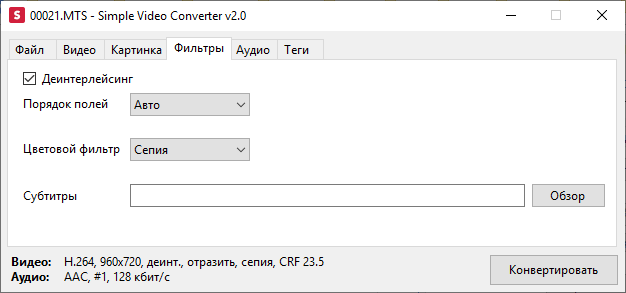 S 00021.MTS - Simple Video Converter v2.0
Файл Видео Картинка Фильтры Аудио Теги
Деинтерлейсинг
Порядок полей Авто
Цветовой фильтр Сепия
Субтитры Обзор
Видео: H.264, 960x720, деинт., отразить, сепия, CRF 23.5
Аудио: AAC, #1, 128 кбит/с
Конвертировать